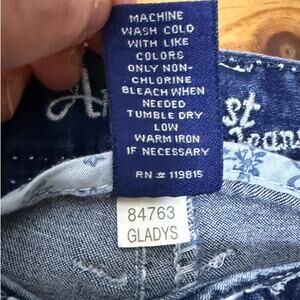 MACHINE
WASH COLD
WITH LIKE
COLORS
ONLY NON-
CHLORINE
BLEACH WHEN
NEEDED
TUMBLE DRY
LOW
WARM IRON
IF NECESSARY
RN # 119815
84763
GLADYS